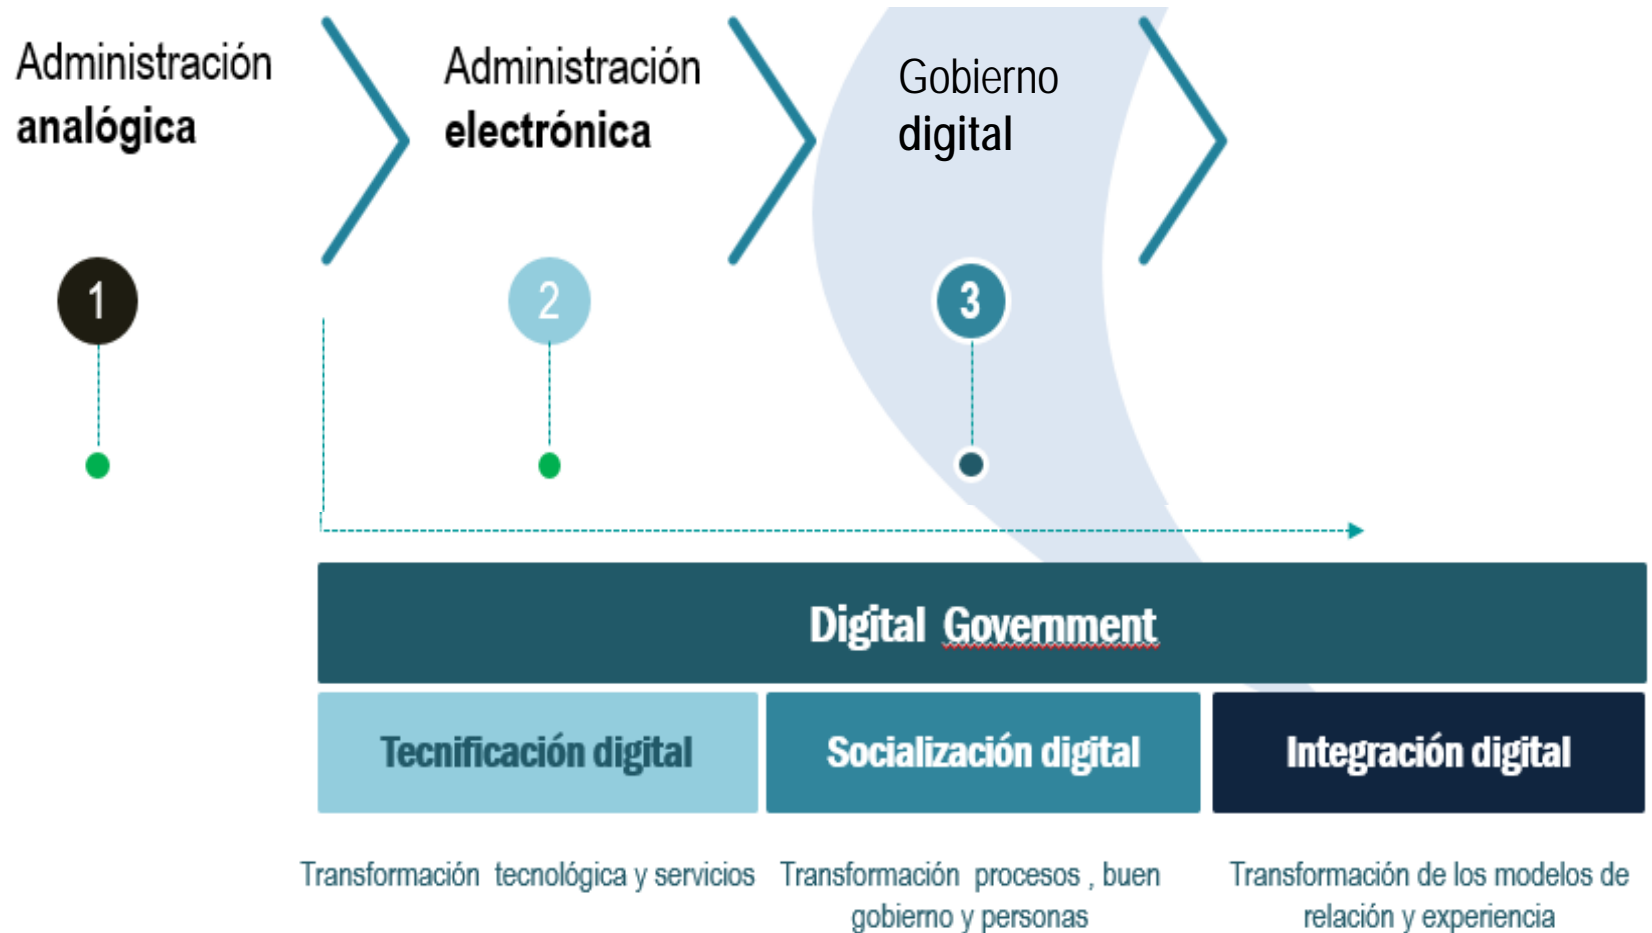 Administración
analógica
Administración
electrónica
Gobierno
digital
1
2
3
Digital Government
Tecnificación digital
Socialización digital
Integración digital
Transformación tecnológica y servicios
Transformación procesos , buen
gobierno y personas
Transformación de los modelos de
relación y experiencia